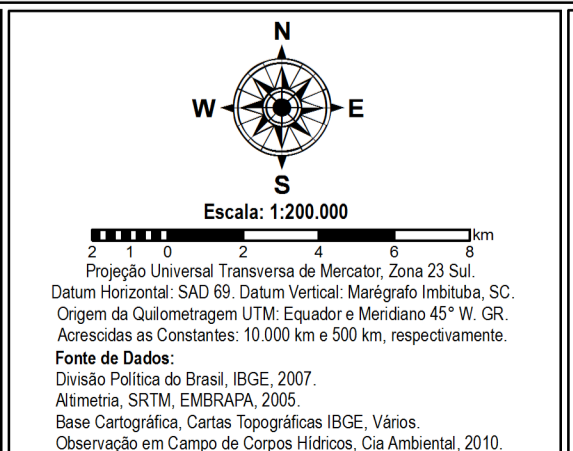 N
W E
S
Escala: 1:200.000
km
2 1 0 2 4 6 8
Projeção Universal Transversa de Mercator, Zona 23 Sul.
Datum Horizontal: SAD 69. Datum Vertical: Marégrafo Imbituba, SC.
Origem da Quilometragem UTM: Equador e Meridiano 45° W. GR.
Acrescidas as Constantes: 10.000 km e 500 km, respectivamente.
Fonte de Dados:
Divisão Política do Brasil, IBGE, 2007.
Altimetria, SRTM, EMBRAPA, 2005.
Base Cartográfica, Cartas Topográficas IBGE, Vários.
Observação em Campo de Corpos Hídricos, Cia Ambiental, 2010.